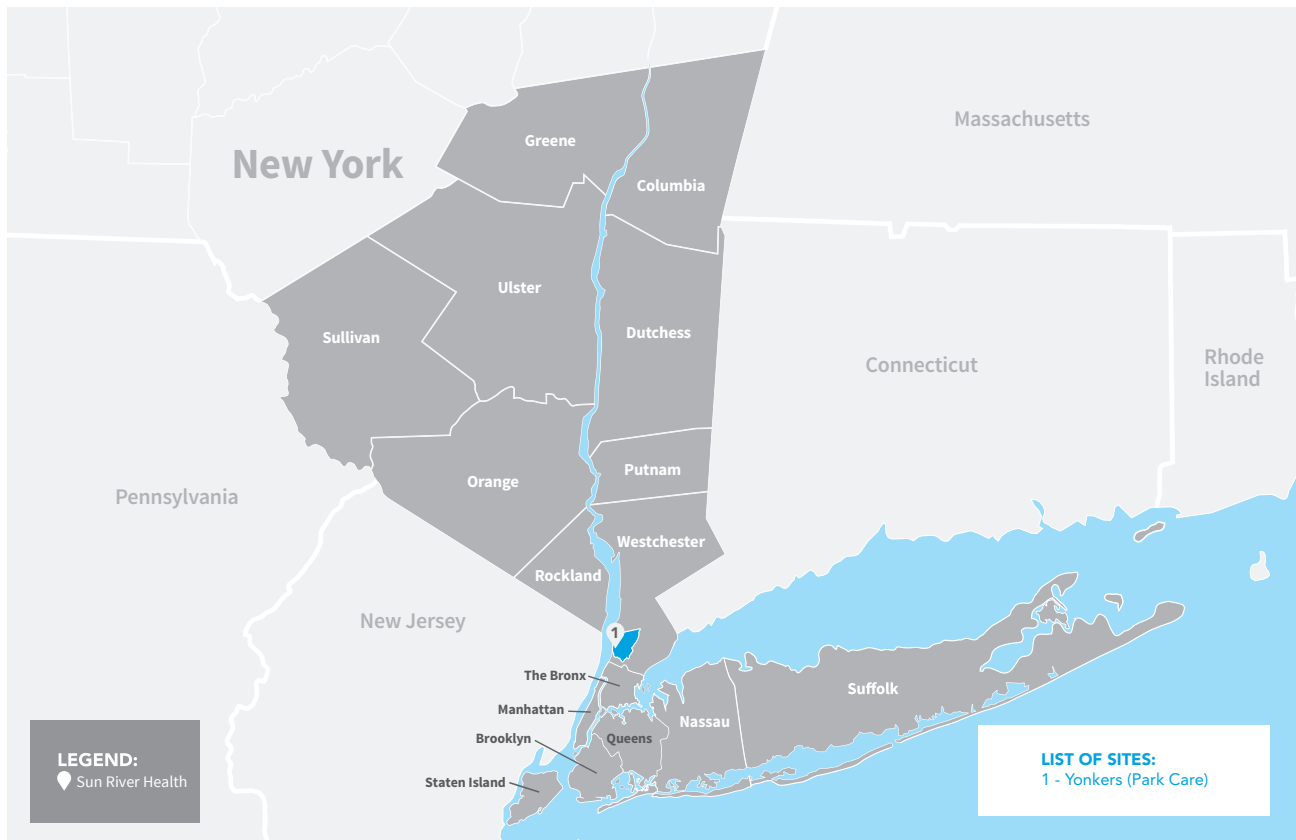 Massachusetts
Greene
New York
Columbia
Ulster
Dutchess
Sullivan
Connecticut
Rhode
Island
Putnam
Orange
Pennsylvania
Westchester
Rockland
New Jersey
1
The Bronx
Suffolk
Manhattan
Nassau
Brooklyn
Queens
Staten Island
LEGEND:
Sun River Health
LIST OF SITES:
1 - Yonkers (Park Care)